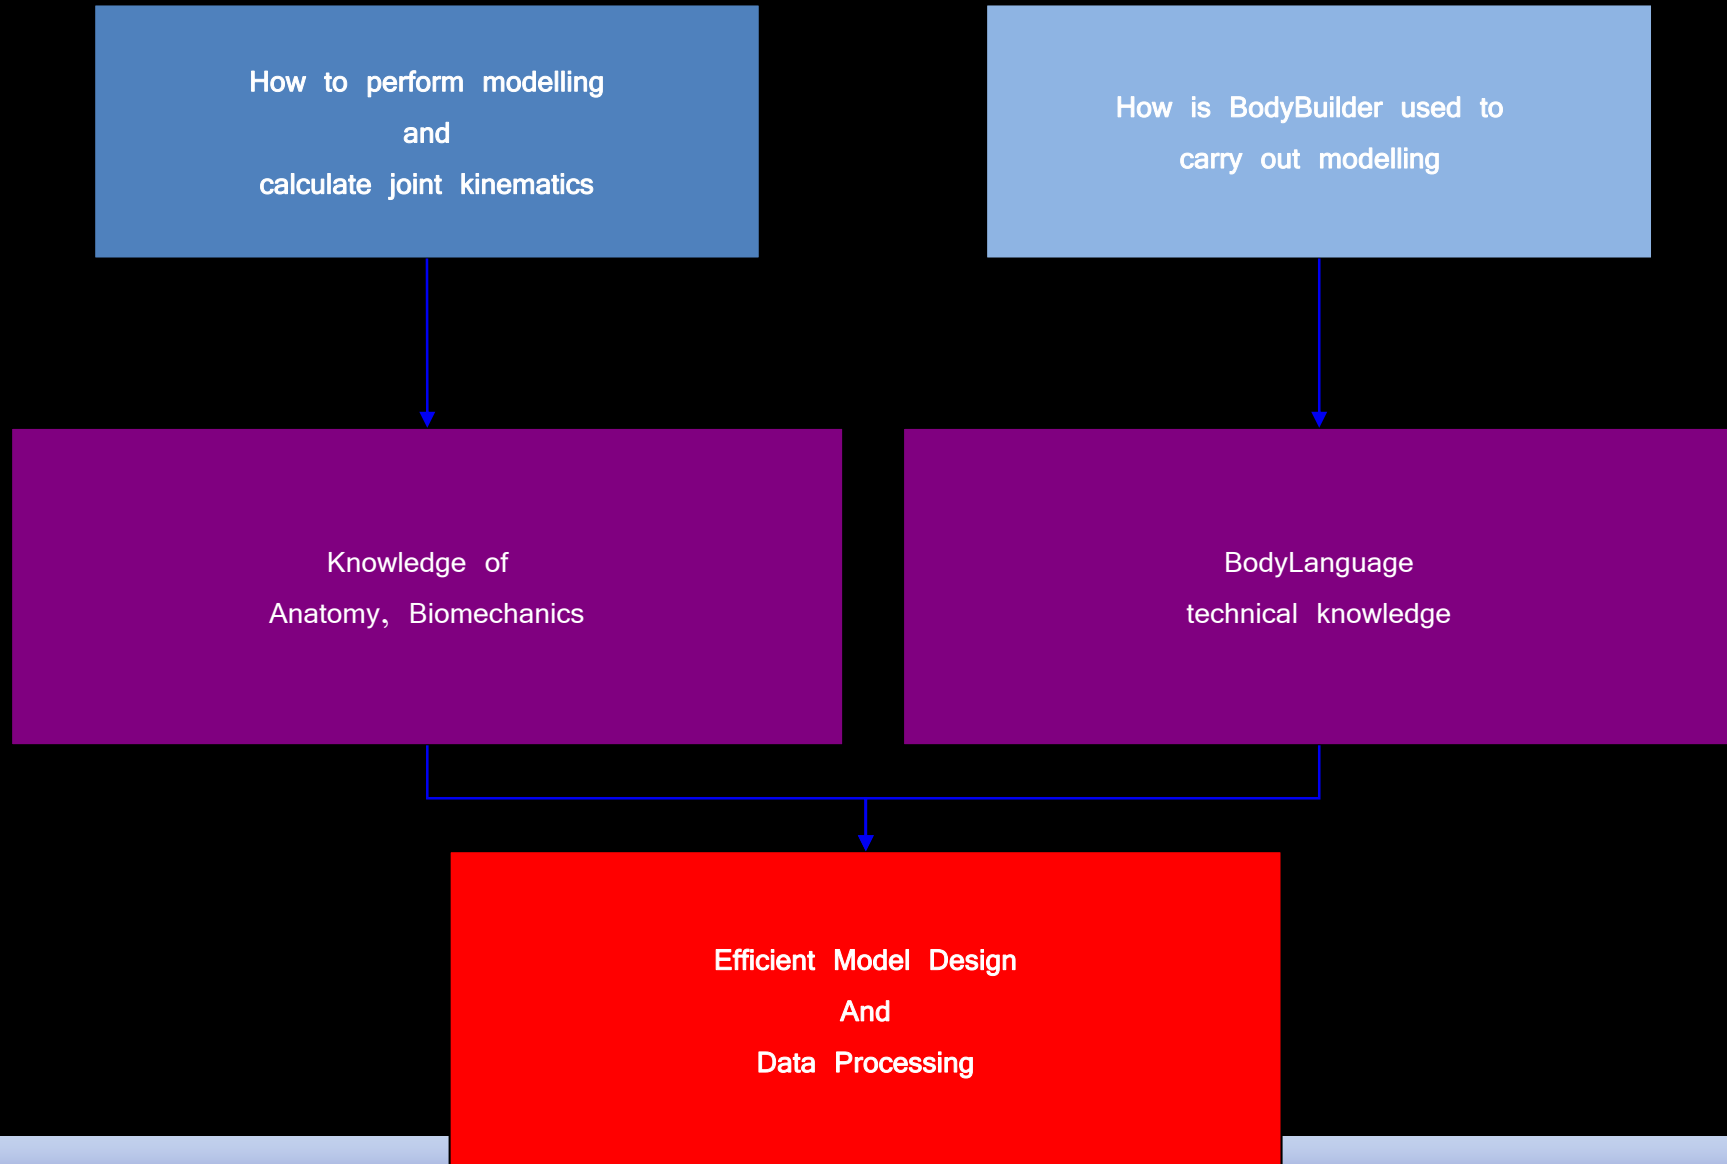 How to perform modelling
and
calculate joint kinematics
How is BodyBuilder used to
carry out modelling
Knowledge of
Anatomy, Biomechanics
BodyLanguage
technical knowledge
Efficient Model Design
And
Data Processing